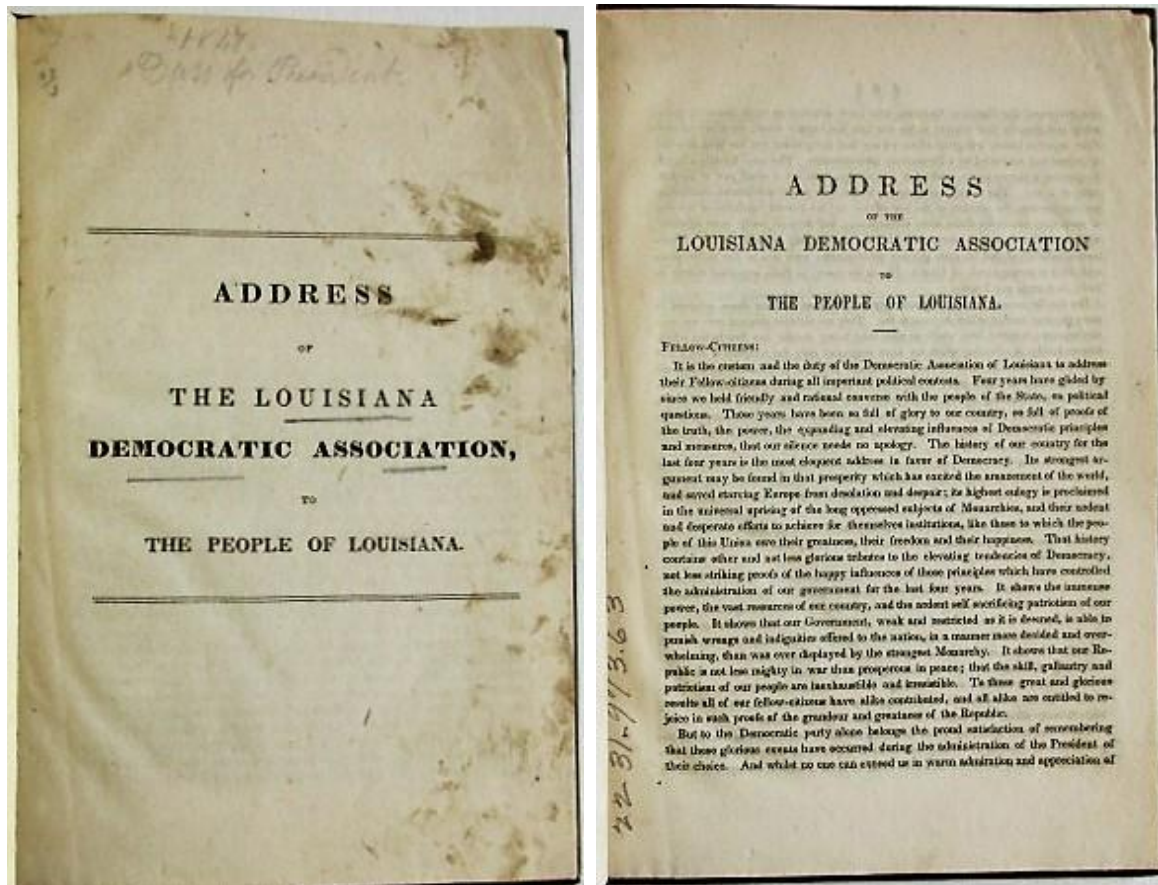 Cass for President
ADDRESS
OF
THE LOUISIANA
DEMOCRATIC ASSOCIATION,
TO
THE PEOPLE OF LOUISIANA.
ADDRESS
OF THE
LOUISIANA DEMOCRATIC ASSOCIATION
TO
THE PEOPLE OF LOUISIANA.
FELLOW-CITIZENS:
It is the custom and the duty of the Democratic Association of Louisiana to address
their Fellow-citizens during all important political contests. Four years have glided by
since we held friendly and rational converse with the people of the State, on political
questions. Those years have been so full of glory to our country, so full of proofs of
the truth, the power, the expanding and elevating influences of Democratic principles
and measures, that our silence needs no apology. The history of our country for the
last four years is the most eloquent address in favor of Democracy. Its strongest ar-
gument may be found in that prosperity which has excited the amazement of the world,
and saved starving Europe from desolation and despair; its highest eulogy is proclaimed
in the universal uprising of the long oppressed subjects of Monarchies, and their ardent
and desperate efforts to achieve for themselves institutions, like those to which the peo-
ple of this Union owe their greatness, their freedom and their happiness. That history
contains other and not less glorious tributes to the elevating tendencies of Democracy,
not less striking proofs of the happy influences of those principles which have controlled
the administration of our government for the last four years. It shows the immense
power, the vast resources of our country, and the ardent self sacrificing patriotism of our
people. It shows that our Government, weak and restricted as it is deemed, is able to
punish wrongs and indignities offered to the nation, in a manner more decided and over-
whelming, than was ever displayed by the strongest Monarchy. It shows that our Re-
public is not less mighty in war than prosperous in peace; that the skill, gallantry and
patriotism of our people are inexhaustible and irresistible. To these great and glorious
results all of our fellow-citizens have alike contributed, and all alike are entitled to re-
joice in such proofs of the grandeur and greatness of the Republic.
But to the Democratic party alone belongs the proud satisfaction of remembering
that those glorious events have occurred during the administration of the President of
their choice. And whilst no one can exceed us in warm admiration and appreciation of